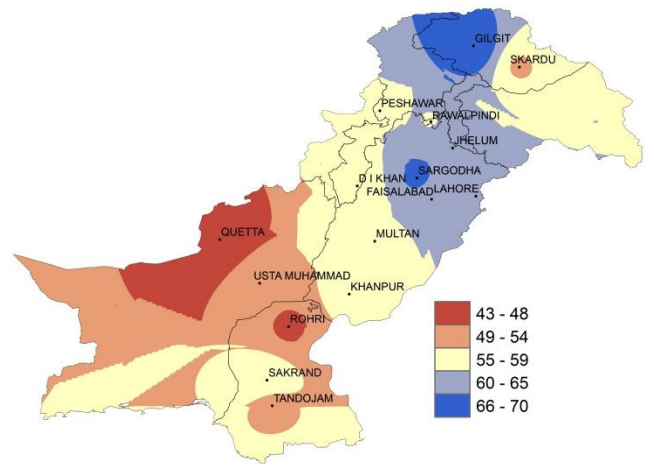 GILGIT
SKARDU
PESHAWAR
RAWALPINDI
JHELUM
SARGODHA
D I KHAN
FAISALABAD
LAHORE
QUETTA
MULTAN
USTA MUHAMMAD
KHANPUR
ROHRI
SAKRAND
TANDOJAM
43 - 48
49 - 54
55 - 59
60 - 65
66 - 70